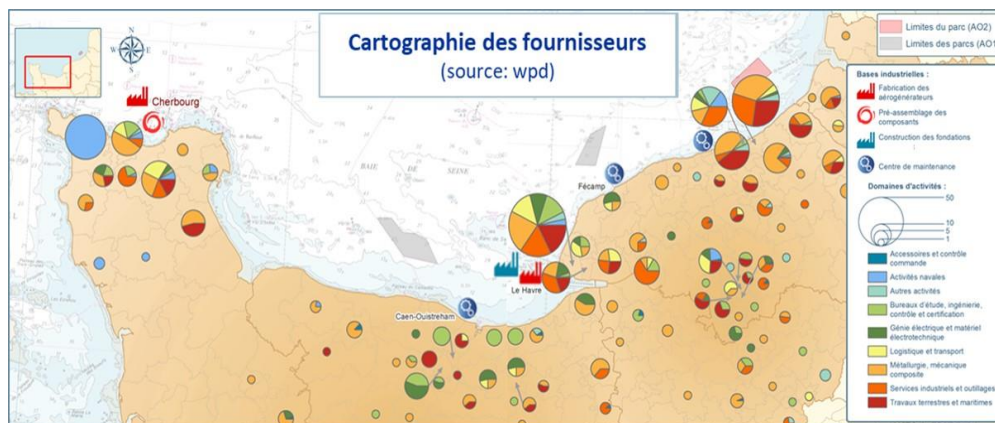 Cartographie des fournisseurs
(source: wpd)
Limites du parc (AO2)
Limites des parcs (AO1
N
W
E
S
Cherbourg
BAIE
DE
SEINE
Fécamp
Le Havre
Caen-Ouistreham
Bases industrielles :
Fabrication des
aérogénérateurs
Pré-assemblage des
composants
Construction des fondations
:
Centre de maintenance
Domaines d'activités :
50
10
5
1
Accessoires et contrôle
commande
Activités navales
Autres activités
Bureaux d'étude, ingénierie,
contrôle et certification
Génie électrique et matériel
électrotechnique
Logistique et transport
Métallurgie, mécanique
composite
Services industriels et outillages
Travaux terrestres et maritimes